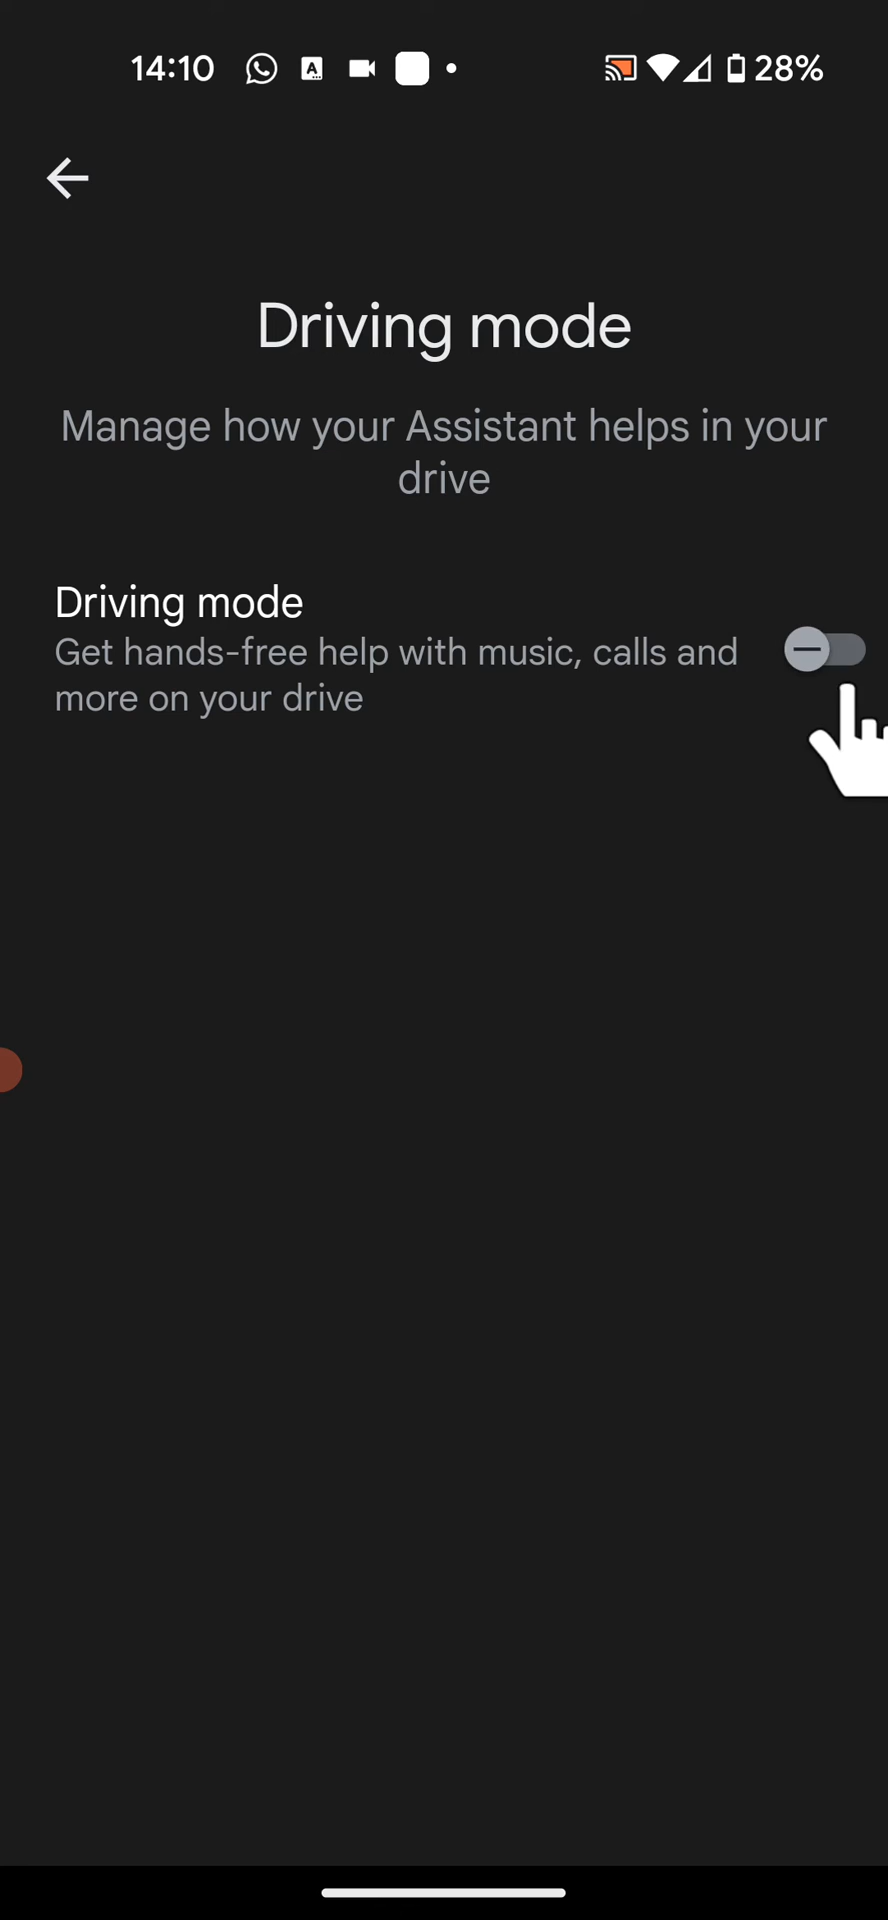 14:10 28%
Driving mode
Manage how your Assistant helps in your
drive
Driving mode
Get hands-free help with music, calls and
more on your drive